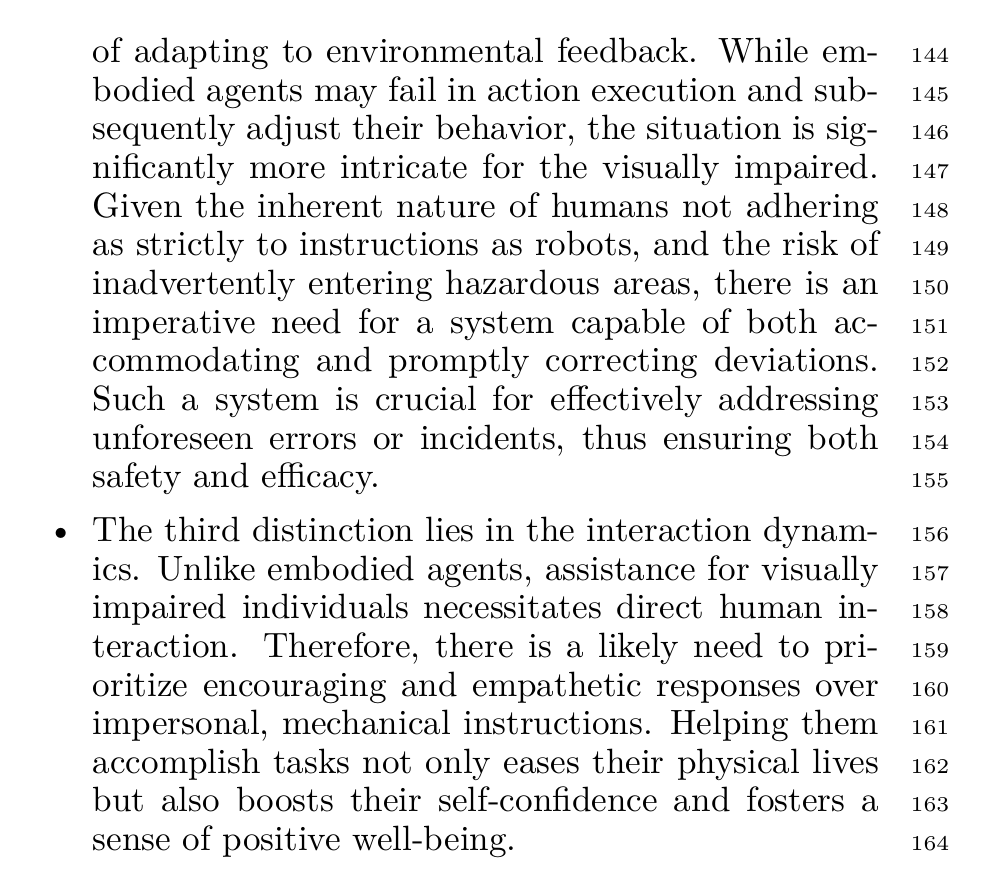 of adapting to environmental feedback. While em- 144
bodied agents may fail in action execution and sub- 145
sequently adjust their behavior, the situation is sig- 146
nificantly more intricate for the visually impaired. 147
Given the inherent nature of humans not adhering 148
as strictly to instructions as robots, and the risk of 149
inadvertently entering hazardous areas, there is an 150
imperative need for a system capable of both ac- 151
commodating and promptly correcting deviations. 152
Such a system is crucial for effectively addressing 153
unforeseen errors or incidents, thus ensuring both 154
safety and efficacy. 155
• The third distinction lies in the interaction dynam- 156
ics. Unlike embodied agents, assistance for visually 157
impaired individuals necessitates direct human in- 158
teraction. Therefore, there is a likely need to pri- 159
oritize encouraging and empathetic responses over 160
impersonal, mechanical instructions. Helping them 161
accomplish tasks not only eases their physical lives 162
but also boosts their self-confidence and fosters a 163
sense of positive well-being. 164